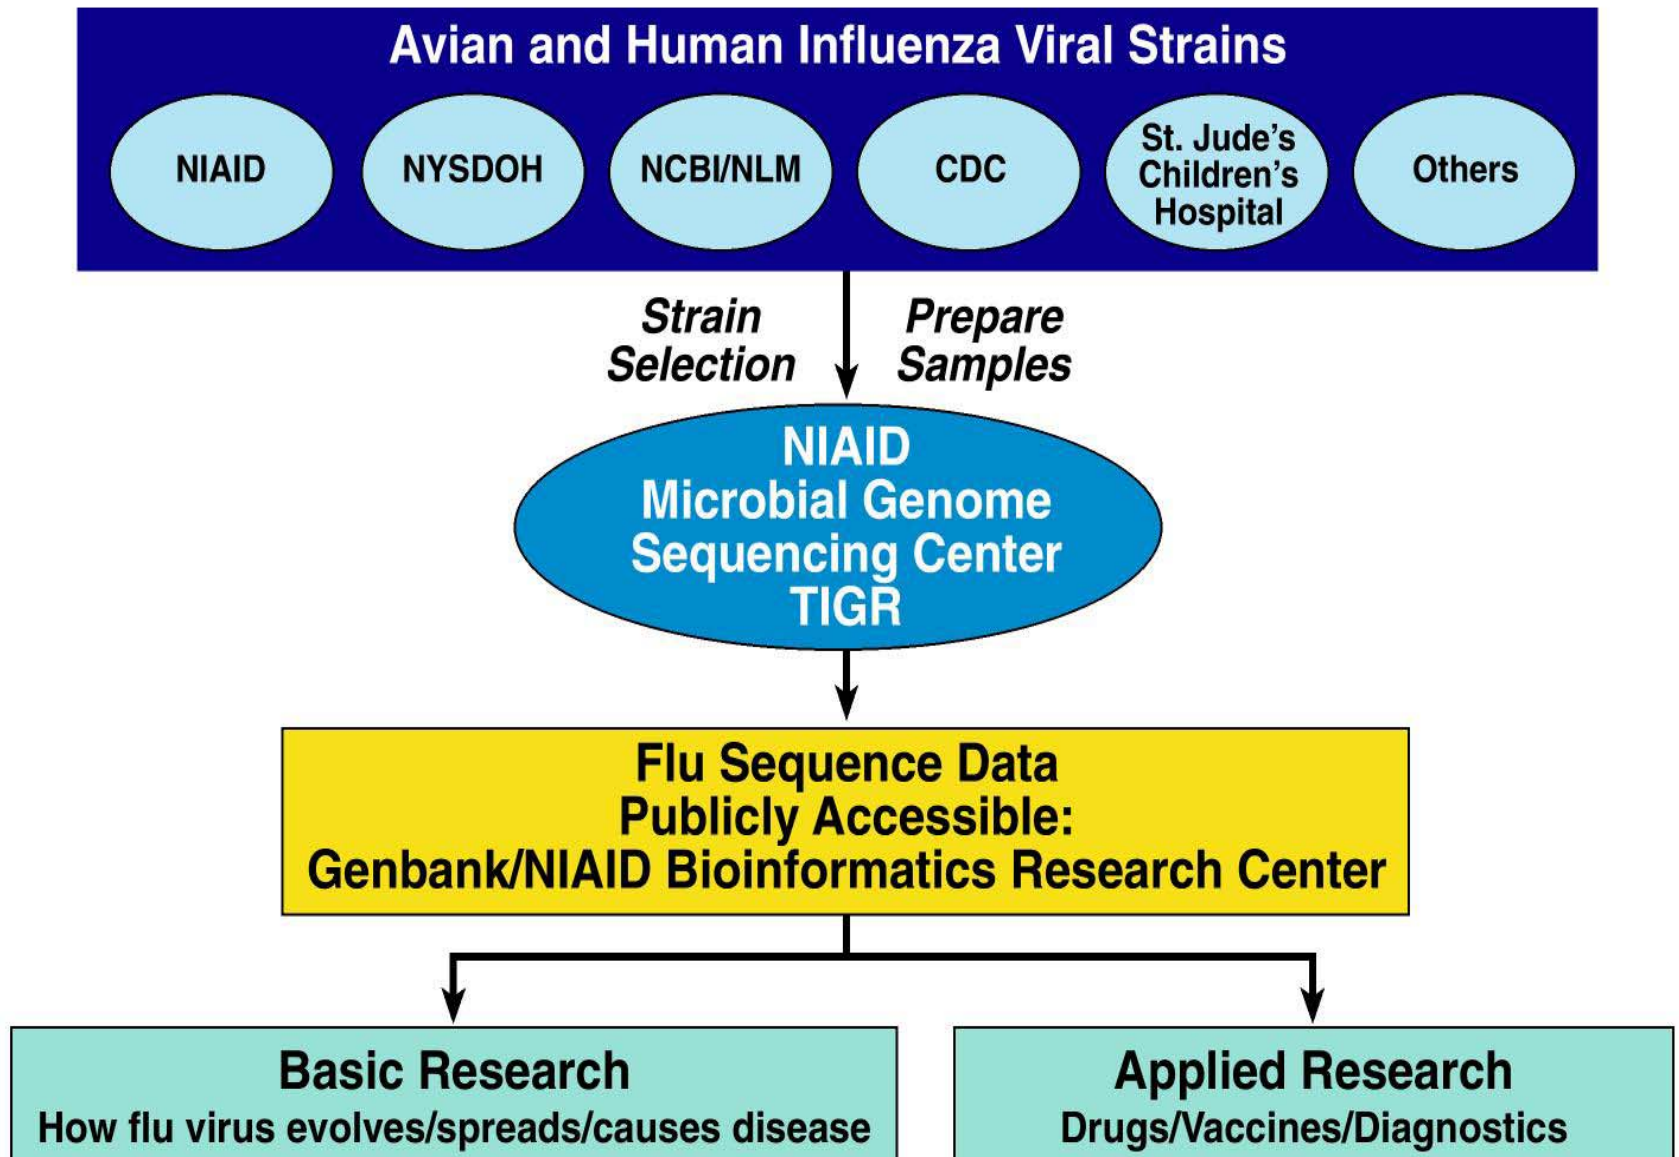 Avian and Human Influenza Viral Strains
NIAID
NYSDOH
NCBI/NLM
CDC
St. Jude's
Children's
Hospital
Others
Strain
Selection
Prepare
Samples
NIAID
Microbial Genome
Sequencing Center
TIGR
Flu Sequence Data
Publicly Accessible:
Genbank/NIAID Bioinformatics Research Center
Basic Research
How flu virus evolves/spreads/causes disease
Applied Research
Drugs/Vaccines/Diagnostics